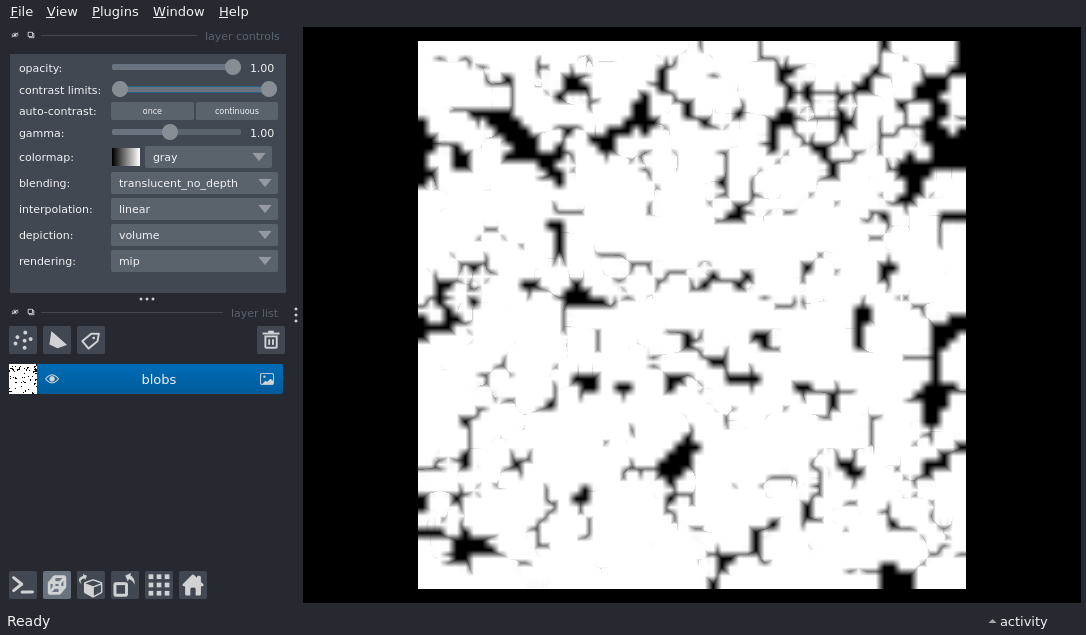 File View Plugins Window Help
layer controls
opacity: 1.00
contrast limits:
auto-contrast: once continuous
gamma: 1.00
colormap: gray
blending: translucent_no_depth
interpolation: linear
depiction: volume
rendering: mip
layer list
blobs
Ready
activity